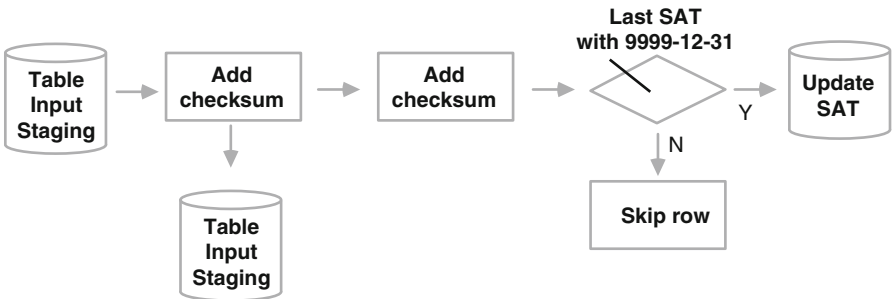 Last SAT
with 9999-12-31
Table
Input
Staging
Add
checksum
Add
checksum
Update
SAT
Y
N
Table
Input
Staging
Skip row